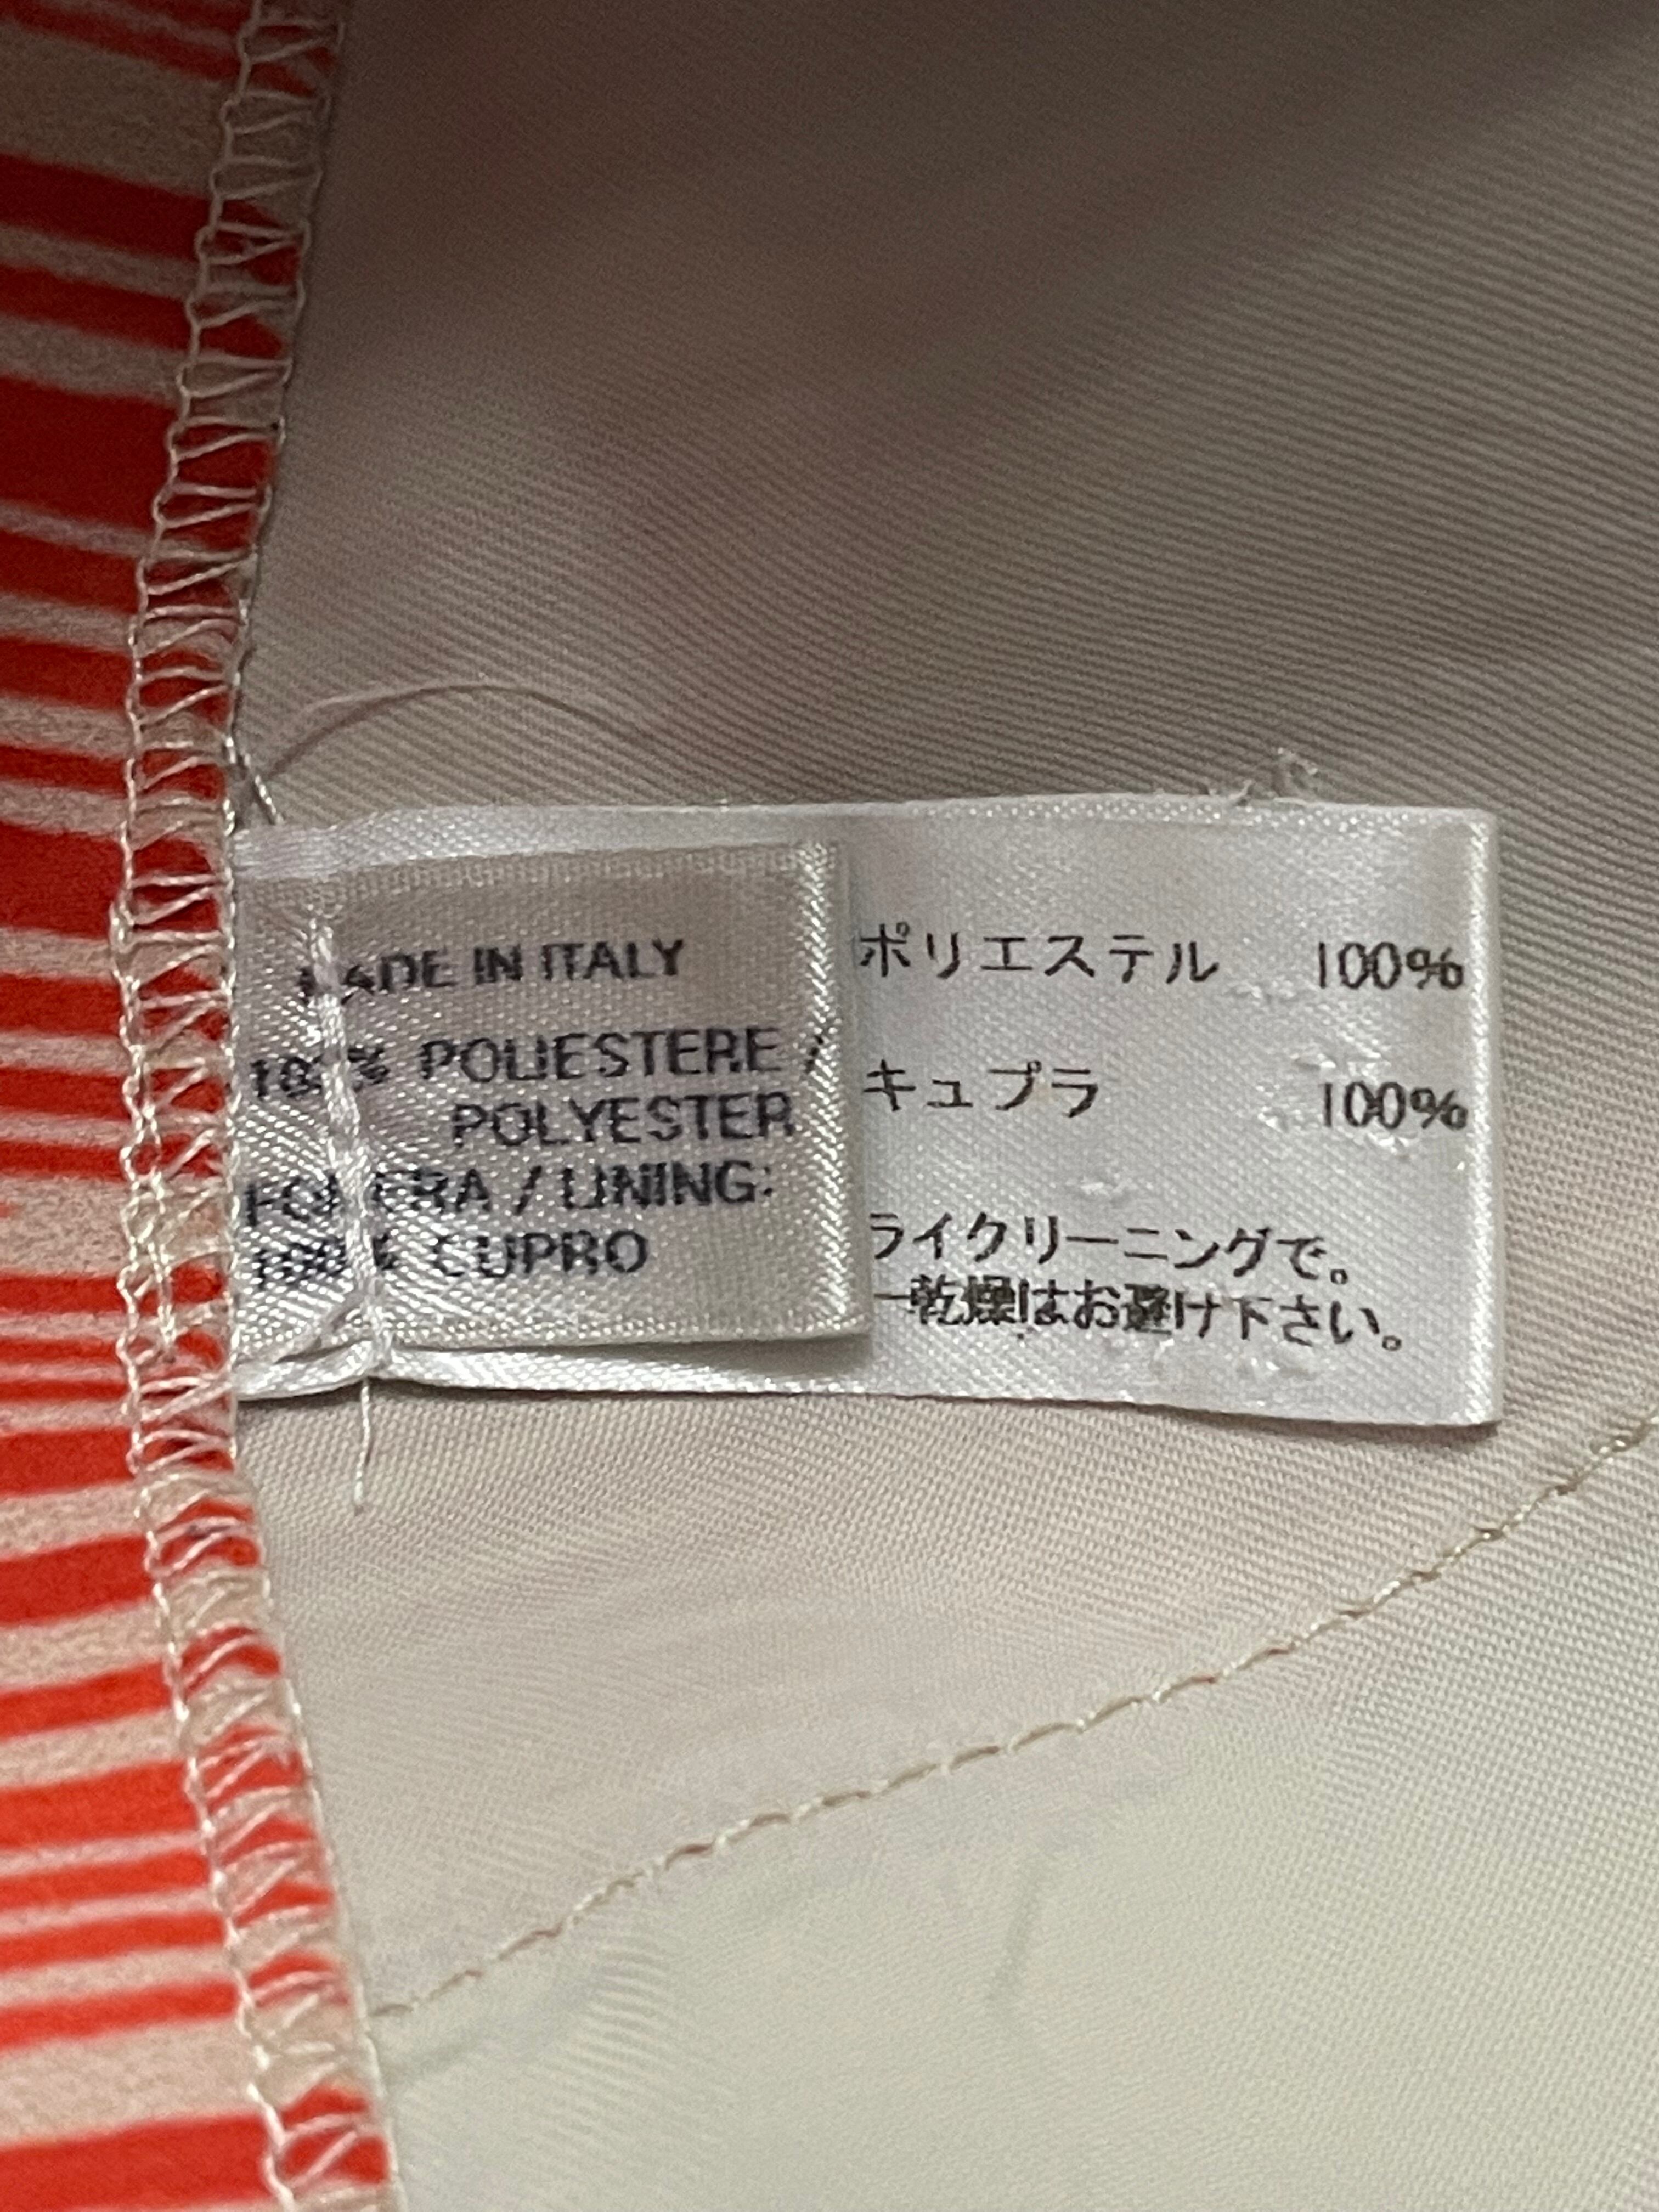 MADE IN ITALY
100% POLIESTERE /
POLYESTER
FODERA / LINING:
100% CUPRO
ポリエステル 100%
キュプラ 100%
ライクリーニングで。
ー乾燥はお避け下さい。